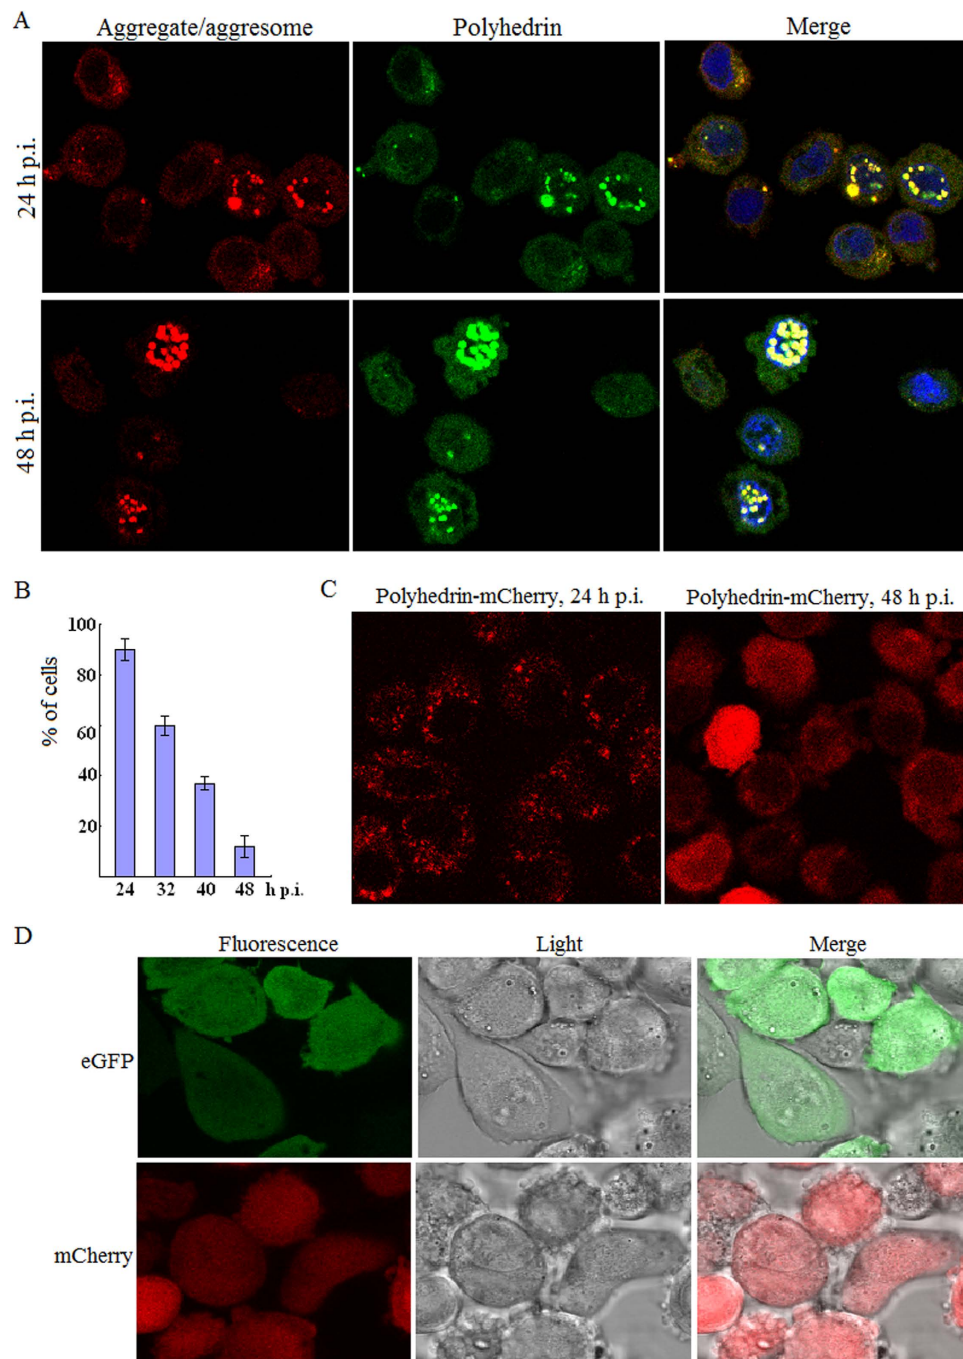 A
Aggregate/aggresome Polyhedrin Merge
24 h p.i.
48 h p.i.
B
% of cells
100
80
60
40
20
24 32 40 48 h p.i.
C
Polyhedrin-mCherry, 24 h p.i. Polyhedrin-mCherry, 48 h p.i.
D
Fluorescence Light Merge
eGFP
mCherry